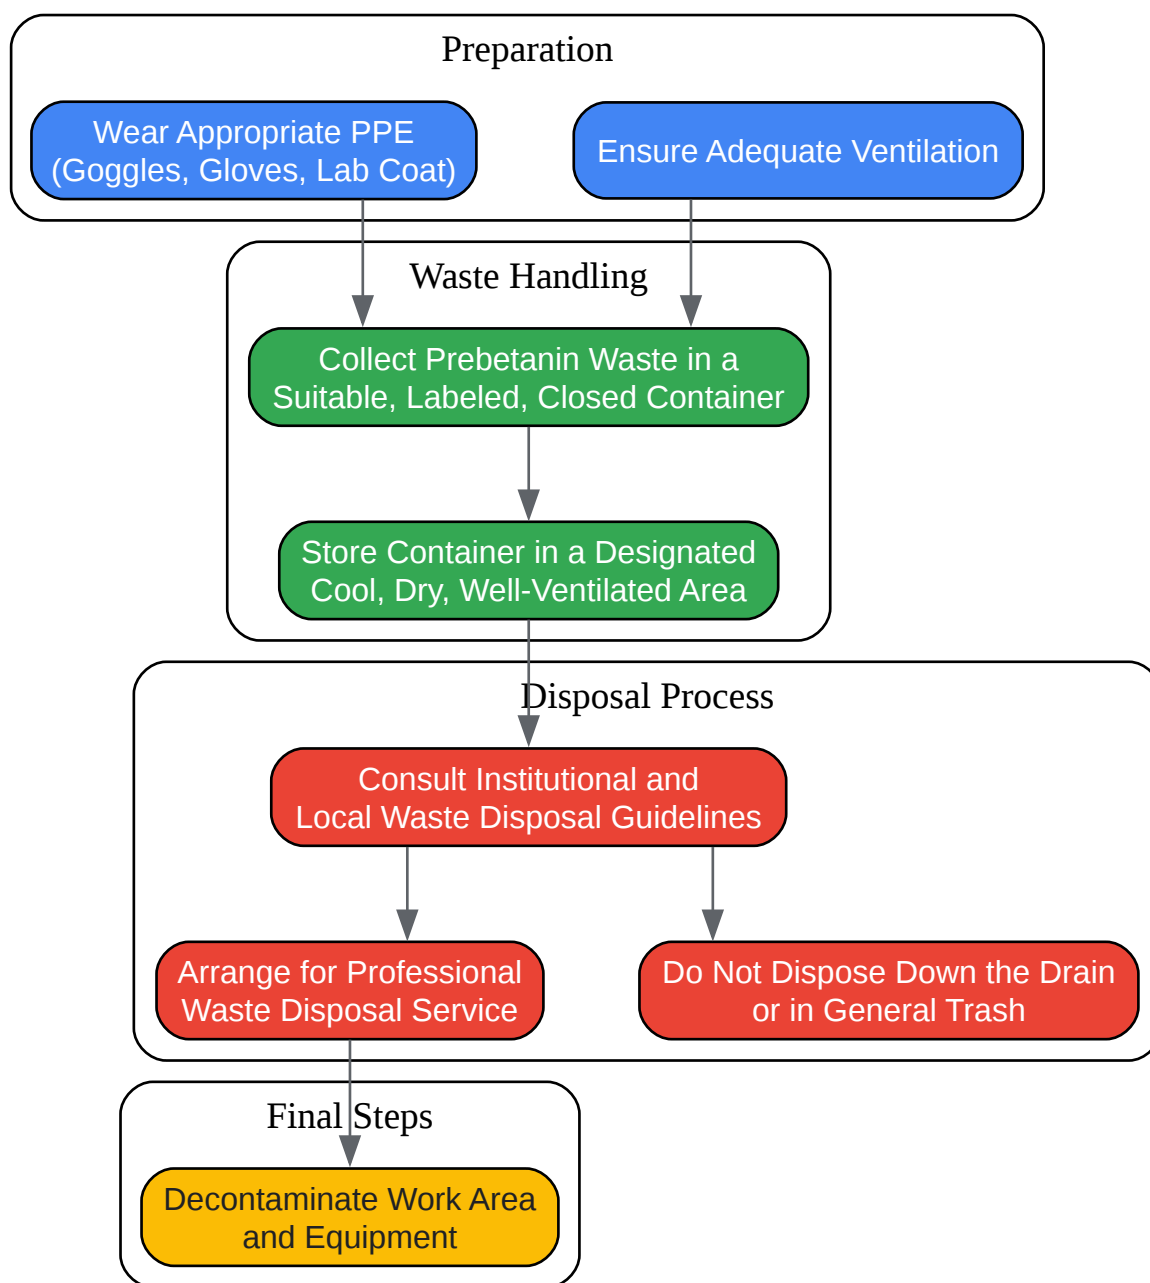 Preparation
Wear Appropriate PPE
(Goggles, Gloves, Lab Coat)
Ensure Adequate Ventilation
Waste Handling
Collect Prebetanin Waste in a
Suitable, Labeled, Closed Container
Store Container in a Designated
Cool, Dry, Well-Ventilated Area
Disposal Process
Consult Institutional and
Local Waste Disposal Guidelines
Arrange for Professional
Waste Disposal Service
Do Not Dispose Down the Drain
or in General Trash
Final Steps
Decontaminate Work Area
and Equipment